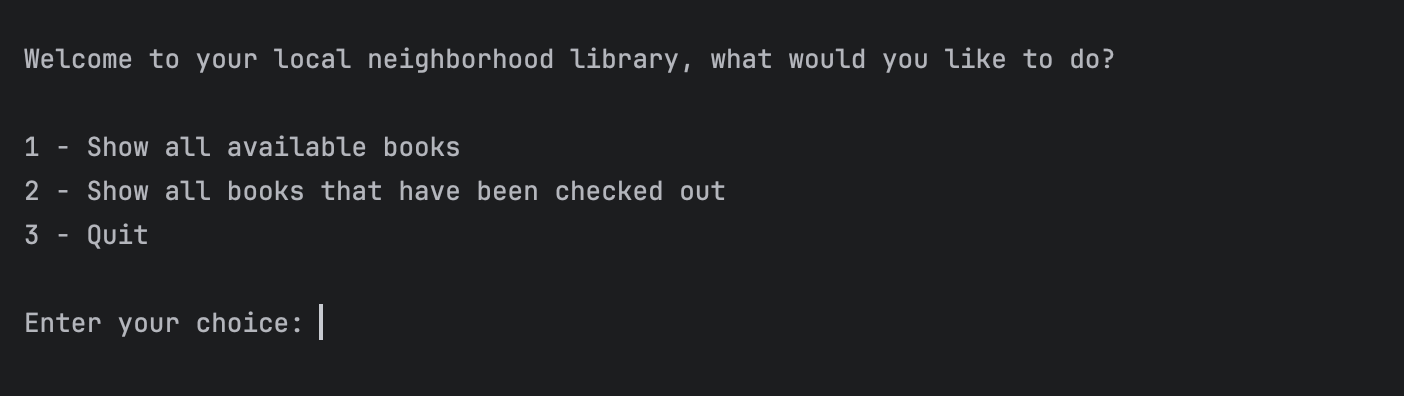 Welcome to your local neighborhood library, what would you like to do?
1 - Show all available books
2 - Show all books that have been checked out
3 - Quit
Enter your choice: